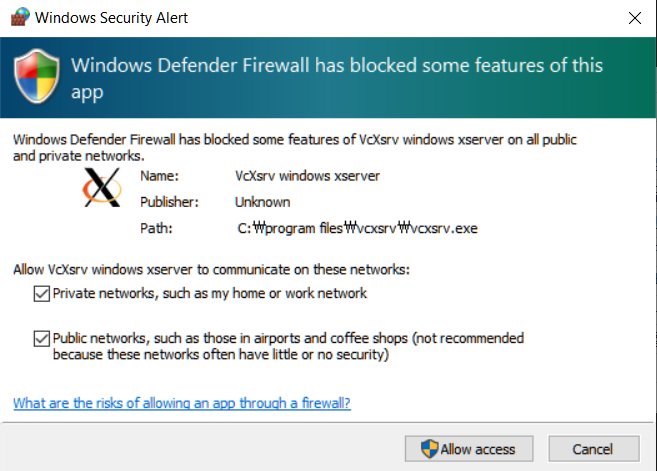 Windows Security Alert
Windows Defender Firewall has blocked some features of this
app
Windows Defender Firewall has blocked some features of VcXsrv windows xserver on all public
and private networks.
Name: VcXsrv windows xserver
Publisher: Unknown
Path: C:₩program files₩vcxsrv₩vcxsrv.exe
Allow VcXsrv windows xserver to communicate on these networks:
Private networks, such as my home or work network
Public networks, such as those in airports and coffee shops (not recommended
because these networks often have little or no security)
What are the risks of allowing an app through a firewall?
Allow access Cancel